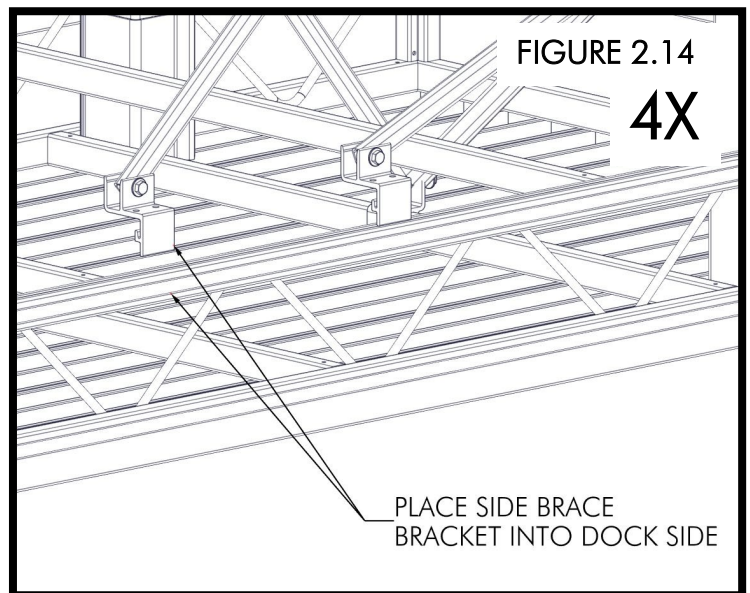 FIGURE 2.14
4X
PLACE SIDE BRACE
BRACKET INTO DOCK SIDE